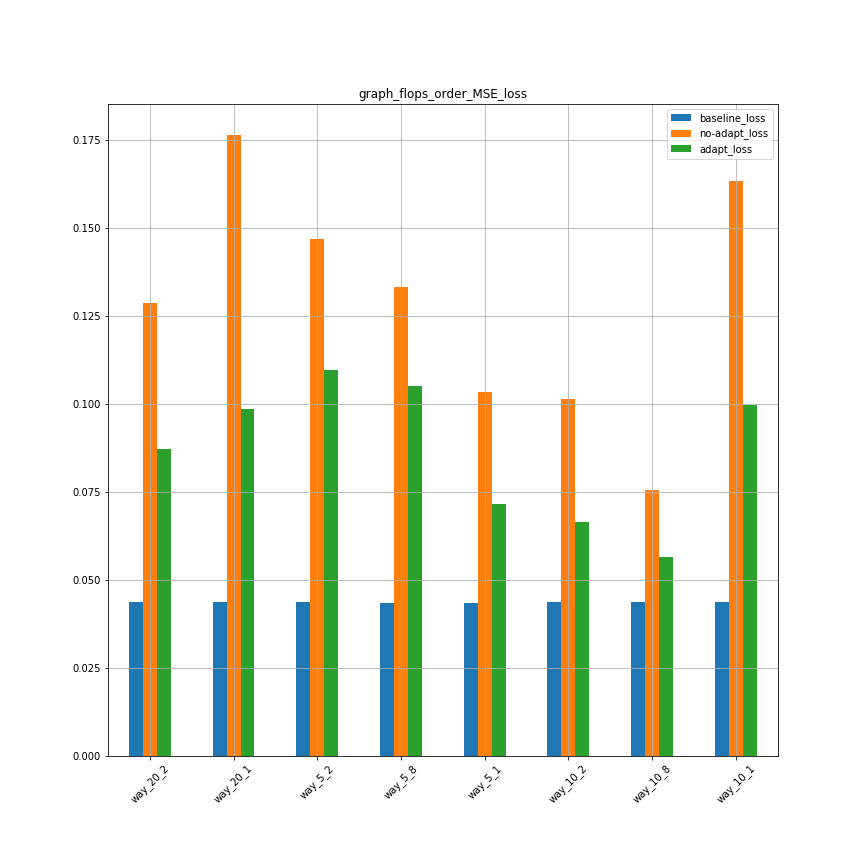 graph_flops_order_MSE_loss
baseline_loss
no-adapt_loss
adapt_loss
0.175
0.150
0.125
0.100
0.075
0.050
0.025
0.000
way_20_2
way_20_1
way_5_2
way_5_8
way_5_1
way_10_2
way_10_8
way_10_1